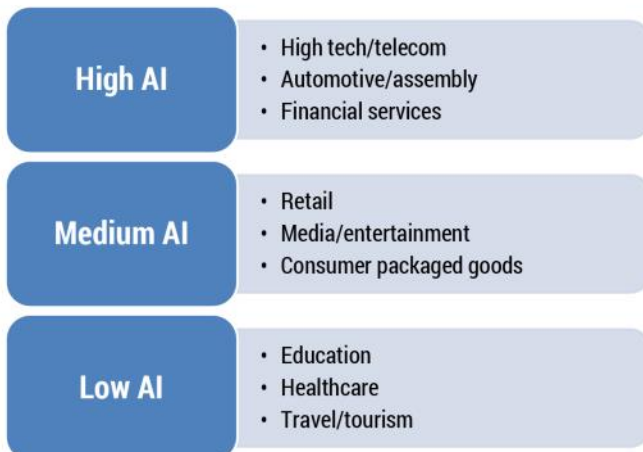 High AI
• High tech/telecom
• Automotive/assembly
• Financial services
Medium AI
• Retail
• Media/entertainment
• Consumer packaged goods
Low AI
• Education
• Healthcare
• Travel/tourism